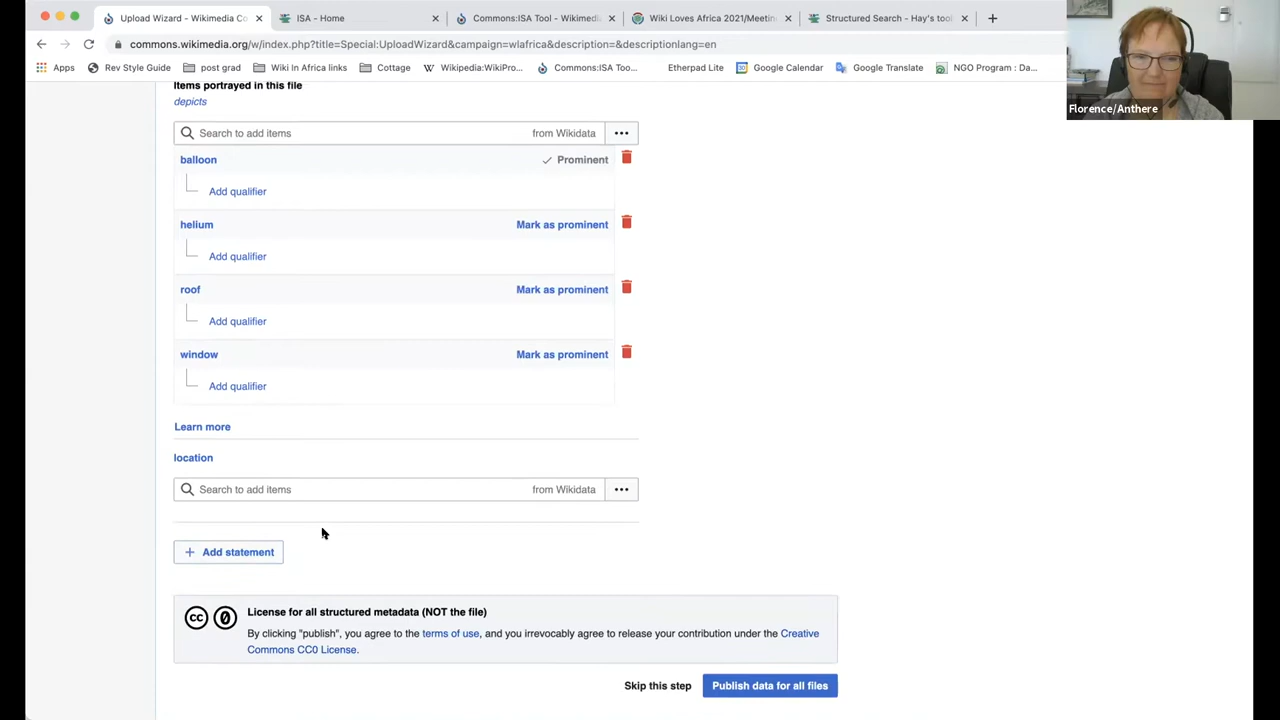 Upload Wizard - Wikimedia Co
ISA - Home
Commons:ISA Tool - Wikimedia
Wiki Loves Africa 2021/Meetin
Structured Search - Hay's tool
commons.wikimedia.org/w/index.php?title=Special:UploadWizard&campaign=wlafrica&description=&descriptionlang=en
Apps
Rev Style Guide
post grad
Wiki In Africa links
Cottage
Wikipedia:WikiPro...
Commons:ISA Too...
Etherpad Lite
Google Calendar
Google Translate
NGO Program : Da...
Florence/Anthere
Items portrayed in this file
depicts
Search to add items from Wikidata
balloon Prominent
Add qualifier
helium Mark as prominent
Add qualifier
roof Mark as prominent
Add qualifier
window Mark as prominent
Add qualifier
Learn more
location
Search to add items from Wikidata
+ Add statement
License for all structured metadata (NOT the file)
By clicking "publish", you agree to the terms of use, and you irrevocably agree to release your contribution under the Creative
Commons CC0 License.
Skip this step Publish data for all files